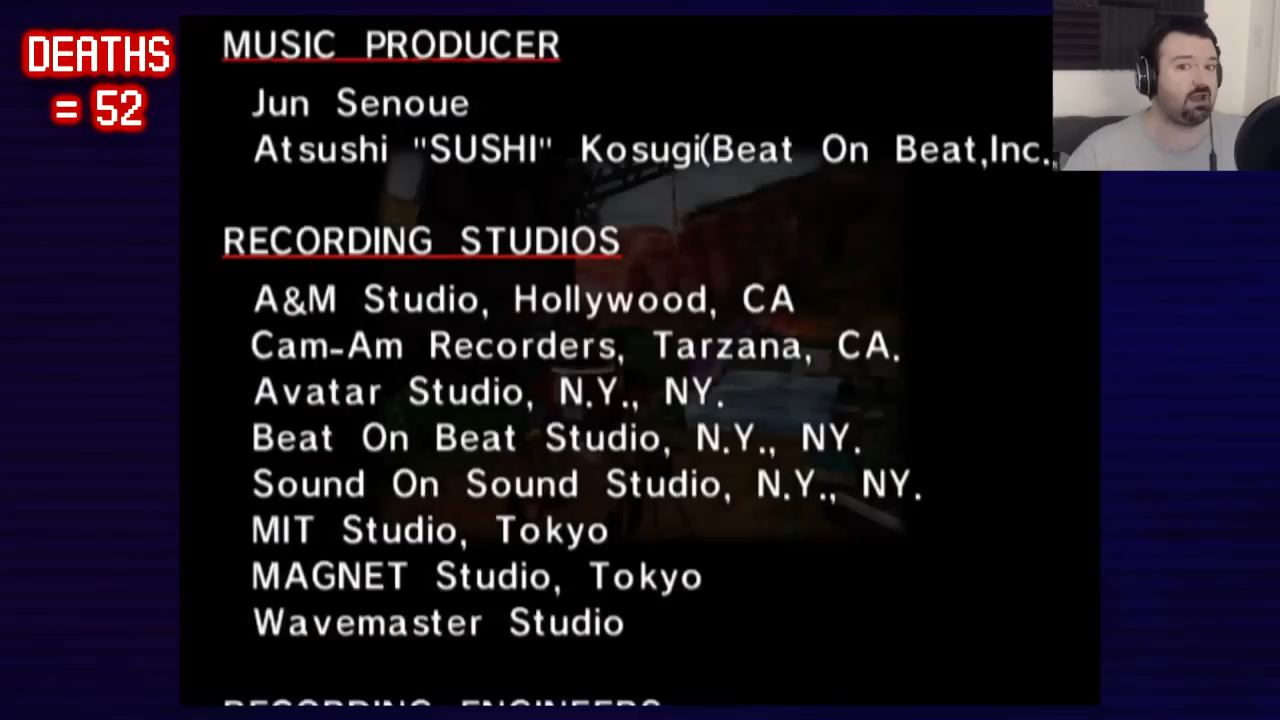 DEATHS
= 52
MUSIC PRODUCER
Jun Senoue
Atsushi "SUSHI" Kosugi(Beat On Beat,Inc.
RECORDING STUDIOS
A&M Studio, Hollywood, CA
Cam-Am Recorders, Tarzana, CA.
Avatar Studio, N.Y., NY.
Beat On Beat Studio, N.Y., NY.
Sound On Sound Studio, N.Y., NY.
MIT Studio, Tokyo
MAGNET Studio, Tokyo
Wavemaster Studio
RECORDING ENGINEERS